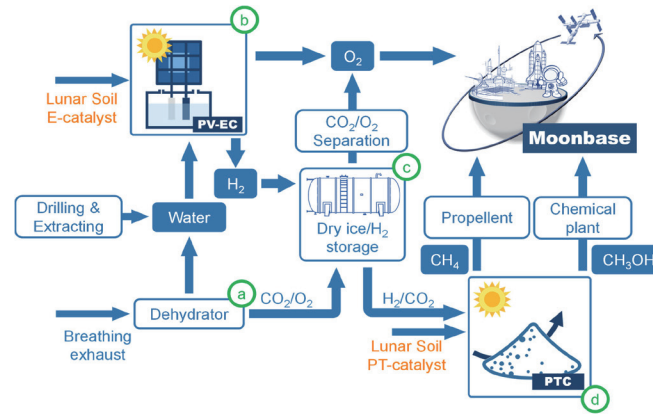 b
Lunar Soil
E-catalyst
PV-EC
O₂
CO₂/O₂
Separation
Moonbase
H₂
c
Dry ice/H₂
storage
Drilling &
Extracting
Water
Propellent
Chemical
plant
CH₄
CH₃OH
a
Dehydrator
CO₂/O₂
H₂/CO₂
Breathing
exhaust
Lunar Soil
PT-catalyst
PTC
d